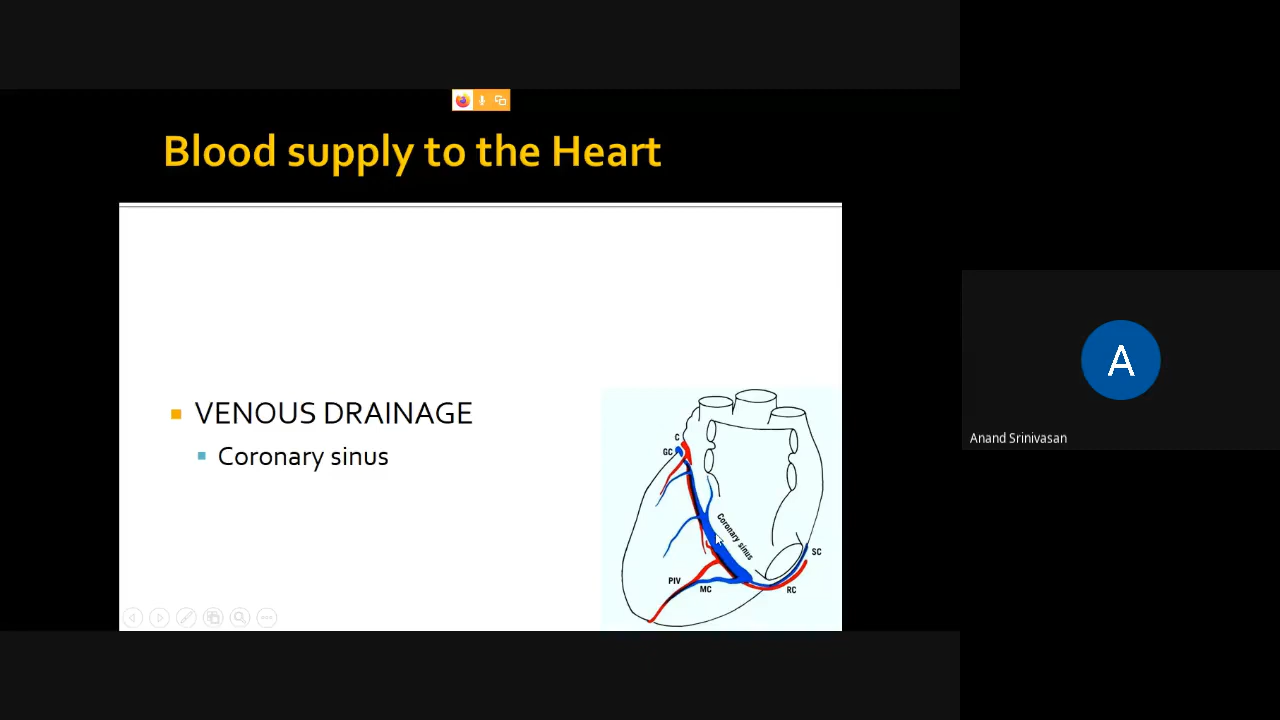 Blood supply to the Heart
VENOUS DRAINAGE
Coronary sinus
C
GC
Coronary sinus
SC
PIV
MC
RC
A
Anand Srinivasan